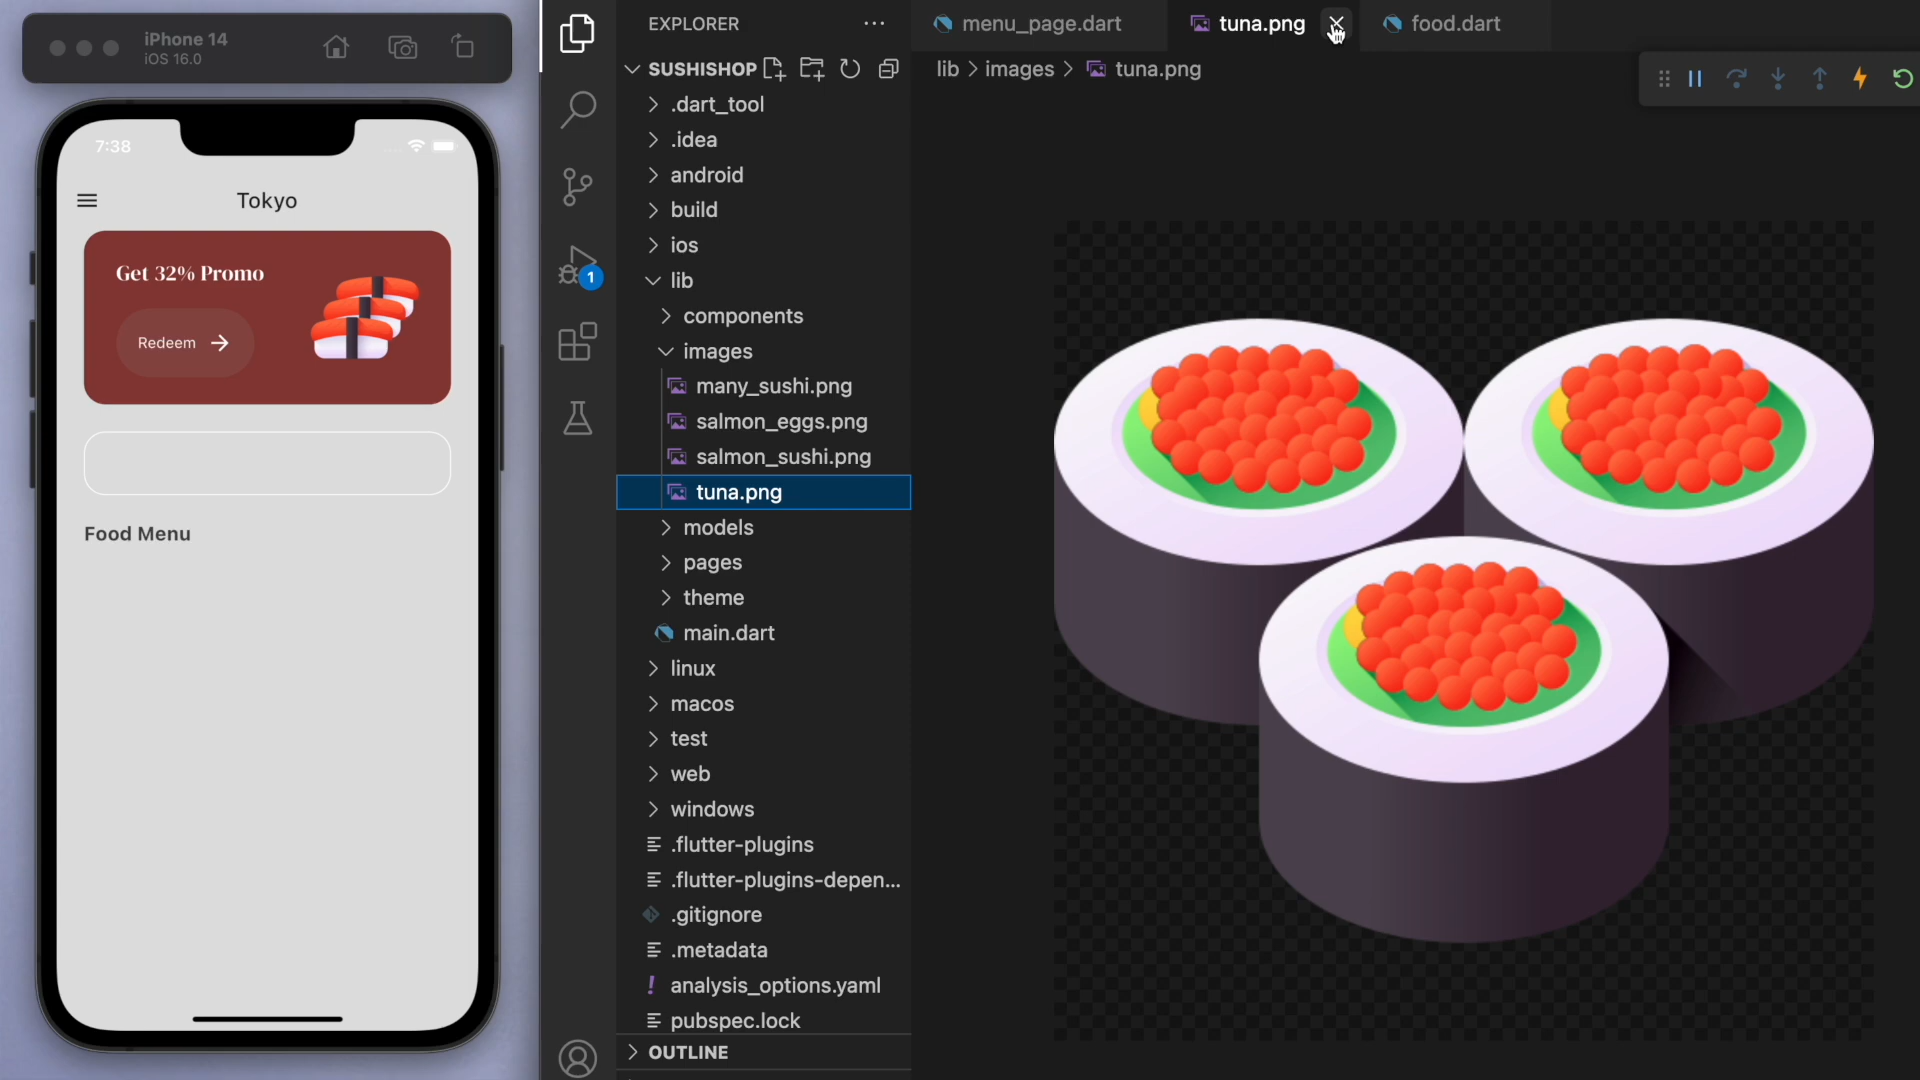 iPhone 14
iOS 16.0
7:38
Tokyo
Get 32% Promo
Redeem
Food Menu
1
EXPLORER
SUSHISHOP
.dart_tool
.idea
android
build
ios
lib
components
images
many_sushi.png
salmon_eggs.png
salmon_sushi.png
tuna.png
models
pages
theme
main.dart
linux
macos
test
web
windows
.flutter-plugins
.flutter-plugins-depen...
.gitignore
.metadata
analysis_options.yaml
pubspec.lock
OUTLINE
menu_page.dart
tuna.png
food.dart
lib > images > tuna.png